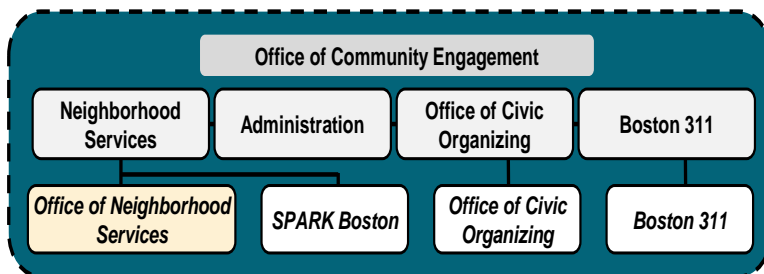 Office of Community Engagement
Neighborhood
Services
Administration
Office of Civic
Organizing
Boston 311
Office of Neighborhood
Services
SPARK Boston
Office of Civic
Organizing
Boston 311